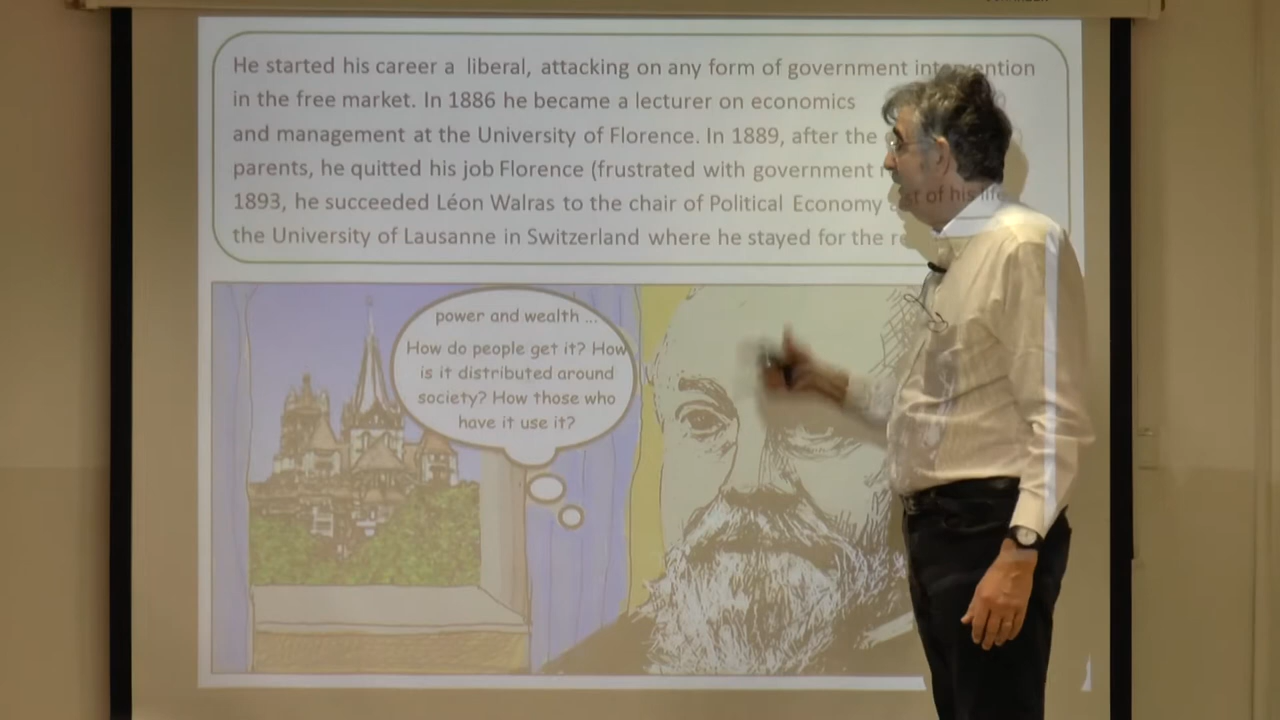 He started his career a liberal, attacking on any form of government intervention
in the free market. In 1886 he became a lecturer on economics
and management at the University of Florence. In 1889, after the
parents, he quitted his job Florence (frustrated with government
1893, he succeeded Léon Walras to the chair of Political Economy of his life
the University of Lausanne in Switzerland where he stayed for the
power and wealth ...
How do people get it? How
is it distributed around
society? How those who
have it use it?